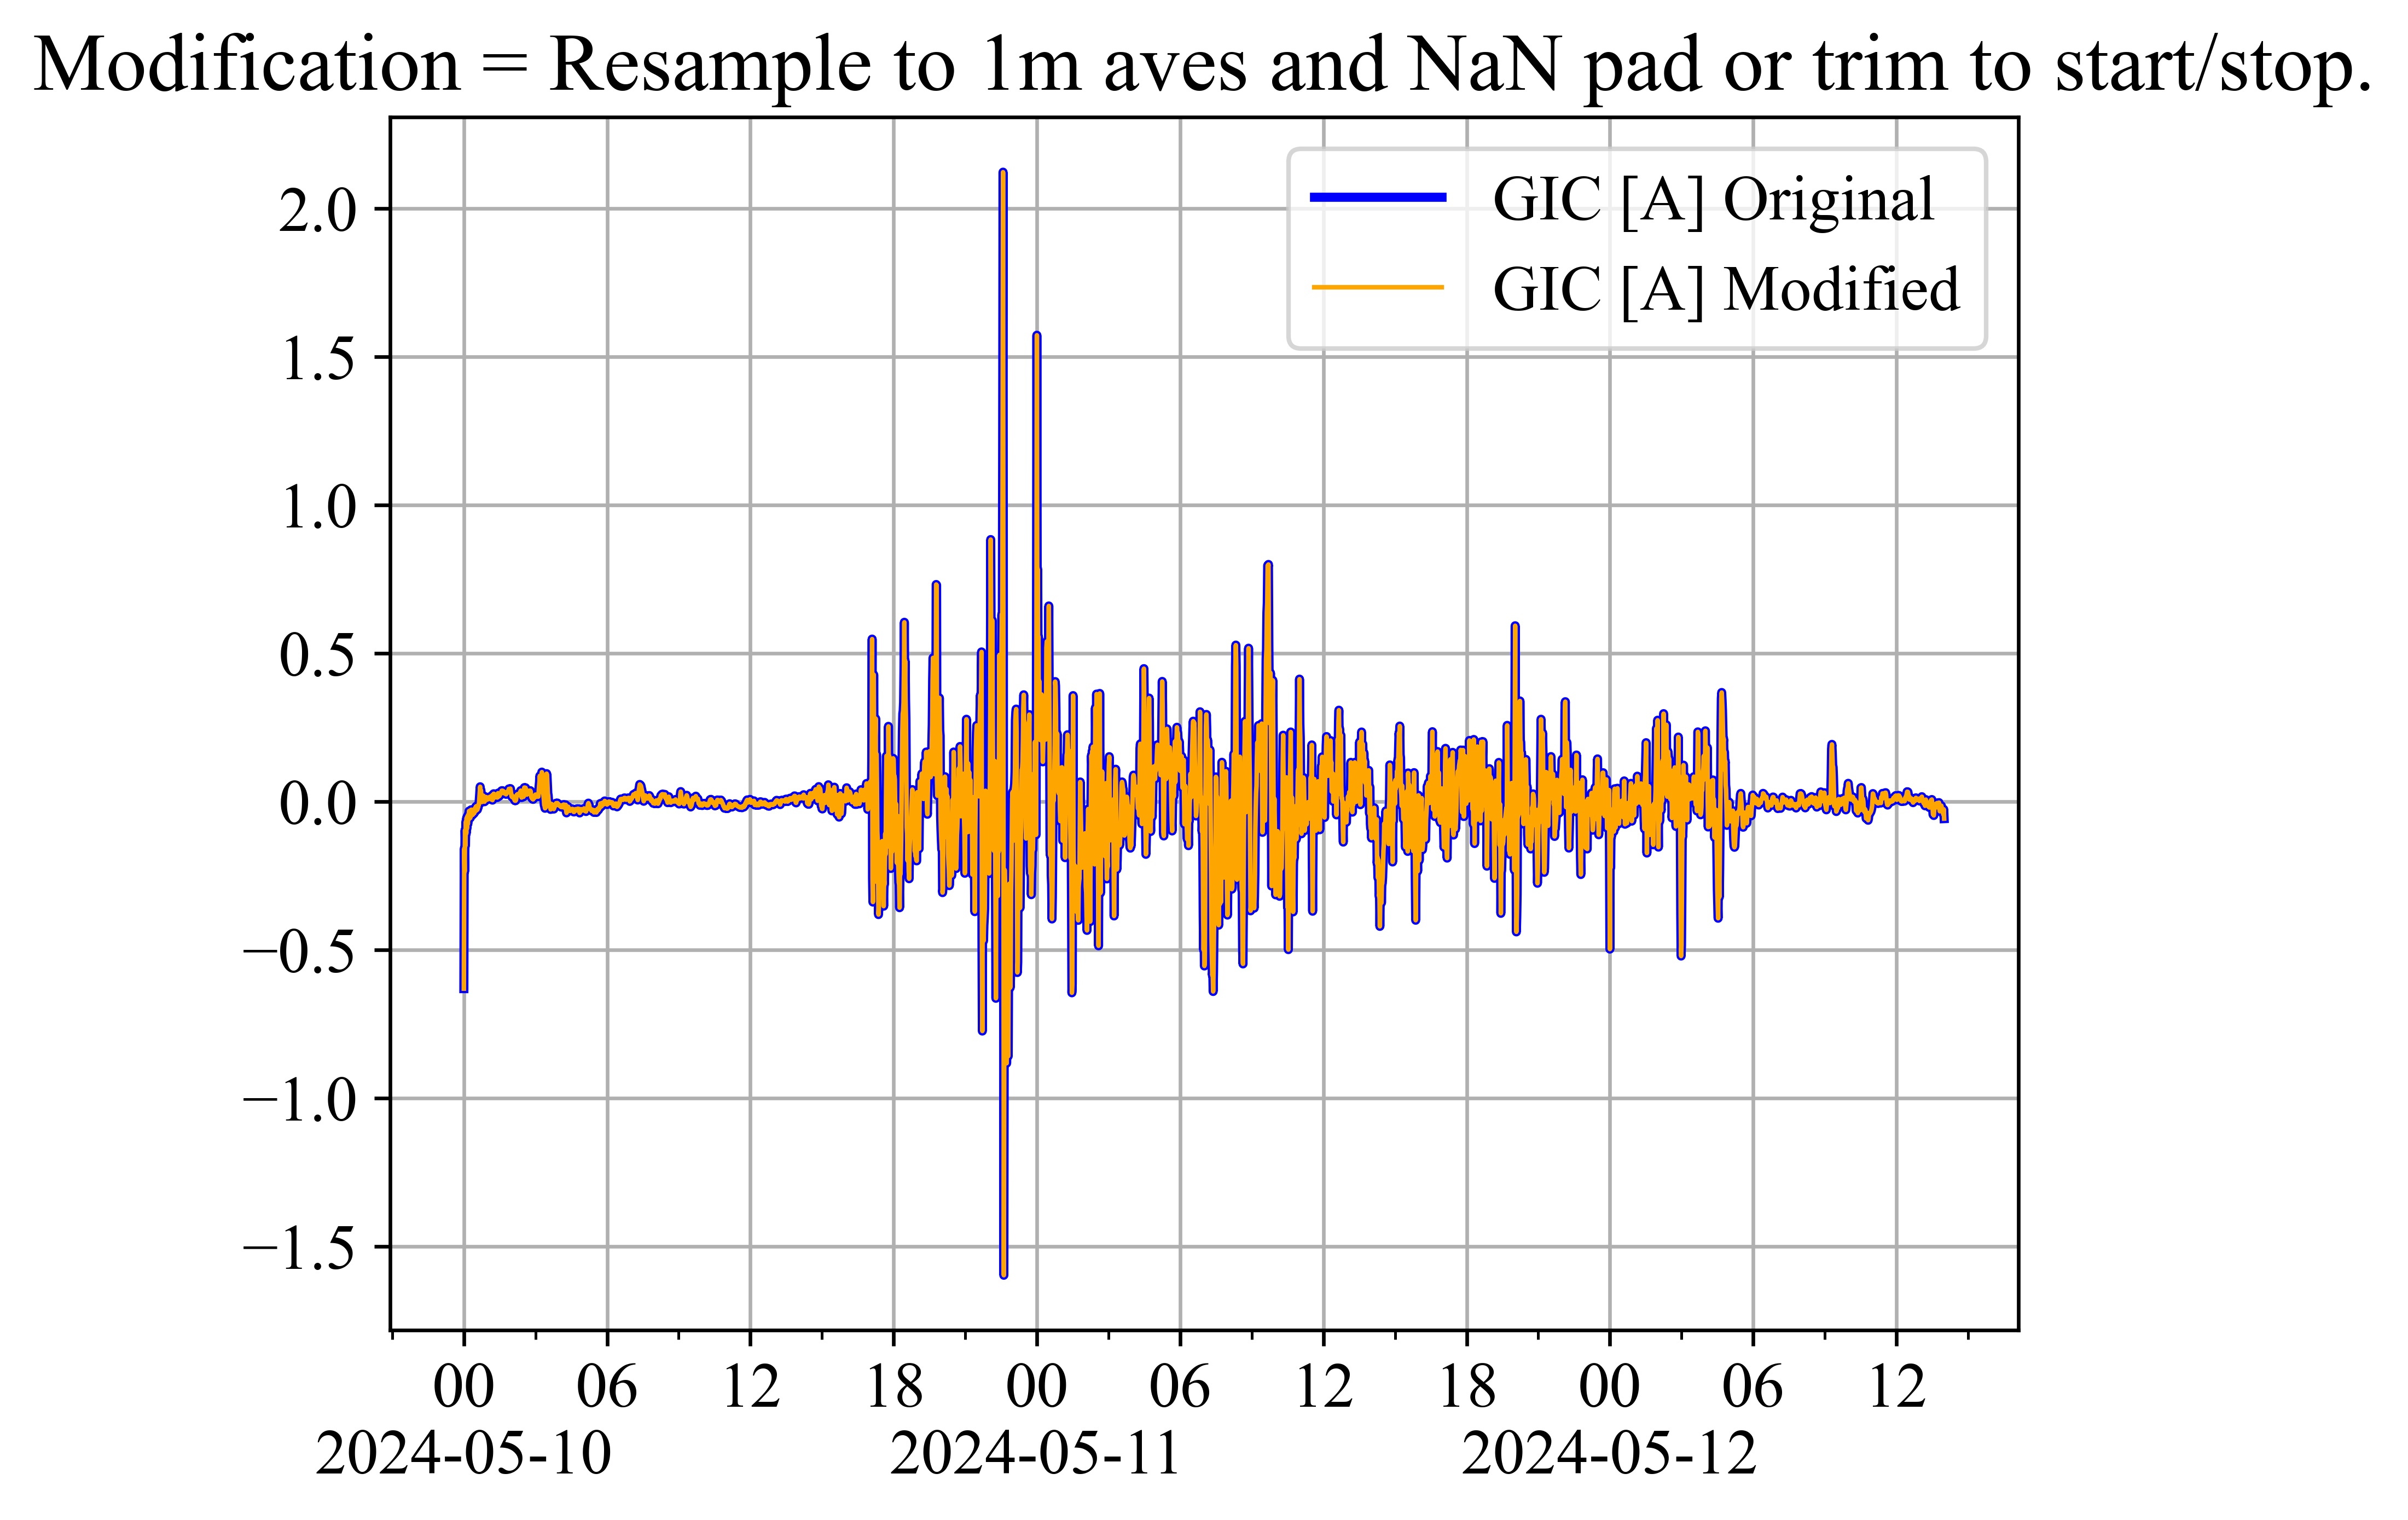 Modification = Resample to 1m aves and NaN pad or trim to start/stop.
GIC [A] Original
GIC [A] Modified
2.0
1.5
1.0
0.5
0.0
−0.5
−1.0
−1.5
00 06 12 18 00 06 12 18 00 06 12
2024-05-10 2024-05-11 2024-05-12